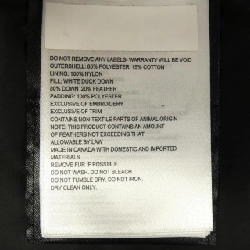 DO NOT REMOVE ANY LABELS- WARRANTY WILL BE VOID
OUTERSHELL: 85% POLYESTER, 15% COTTON
LINING: 100% NYLON
FILL: WHITE DUCK DOWN
80% DOWN 20% FEATHER
PADDING: 100% POLYESTER
EXCLUSIVE OF EMBROIDERY
EXCLUSIVE OF TRIM
CONTAINS NON TEXTILE PARTS OF ANIMAL ORIGIN
NOTE: THIS PRODUCT CONTAINS AN AMOUNT
OF FEATHERS NOT EXCEEDING THAT
ALLOWABLE BY LAW
MADE IN CANADA WITH DOMESTIC AND IMPORTED
MATERIALS
REMOVE FUR IF POSSIBLE
DO NOT WASH. DO NOT BLEACH.
DO NOT TUMBLE DRY. DO NOT IRON.
DRY CLEAN ONLY.